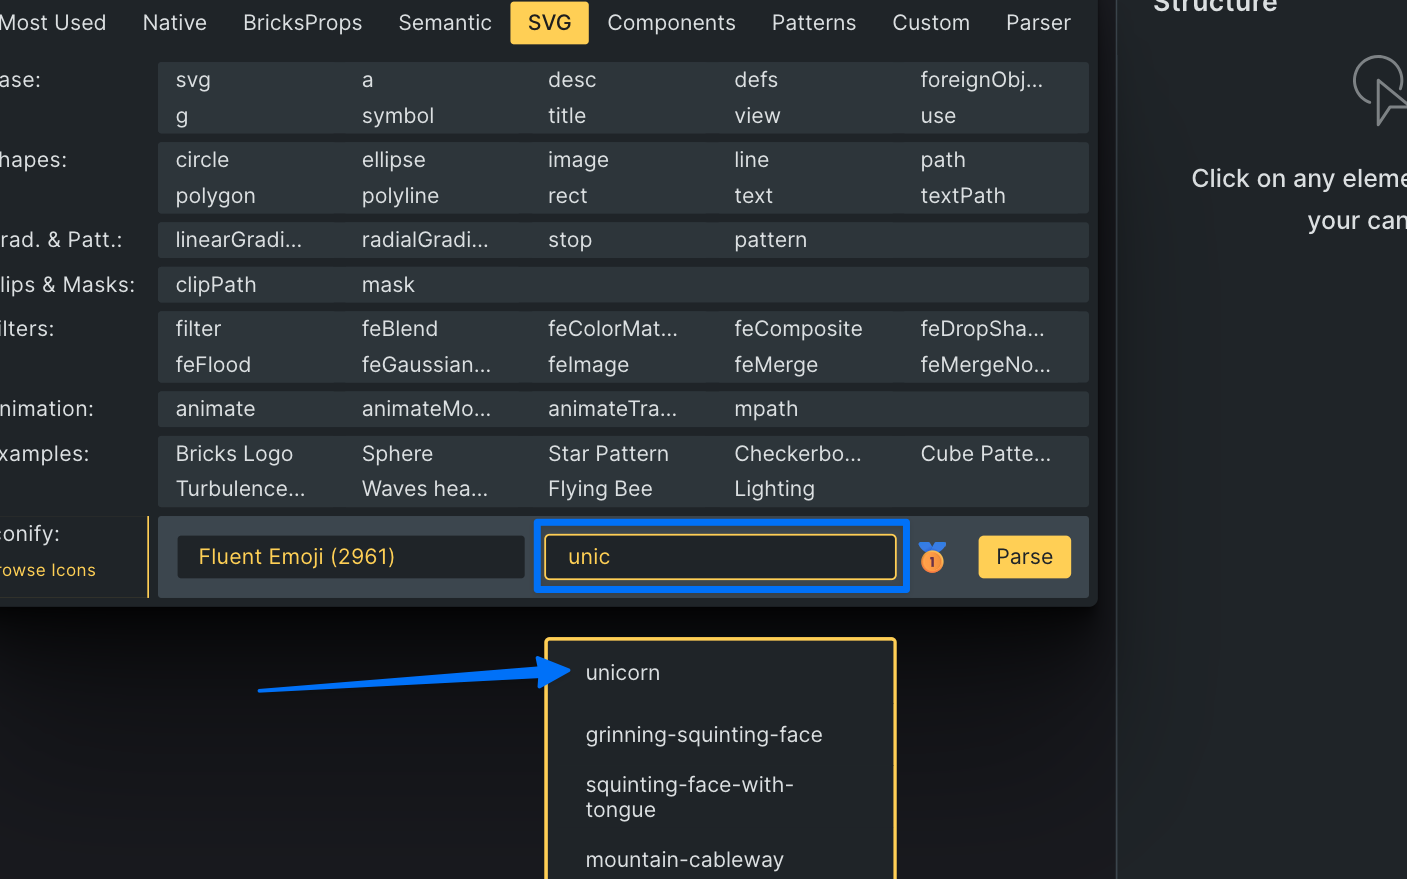 Most Used Native BricksProps Semantic SVG Components Patterns Custom Parser
Structure
ase: svg a desc defs foreignObj...
g symbol title view use
hapes: circle ellipse image line path
polygon polyline rect text textPath
rad. & Patt.: linearGradi... radialGradi... stop pattern
lips & Masks: clipPath mask
ilters: filter feBlend feColorMat... feComposite feDropSha...
feFlood feGaussian... feImage feMerge feMergeNo...
nimation: animate animateMo... animateTra... mpath
xamples: Bricks Logo Sphere Star Pattern Checkerbo... Cube Patte...
Turbulence... Waves hea... Flying Bee Lighting
conify: Fluent Emoji (2961) unic 1 Parse
rowse Icons
Click on any eleme
your can
unicorn
grinning-squinting-face
squinting-face-with-
tongue
mountain-cableway